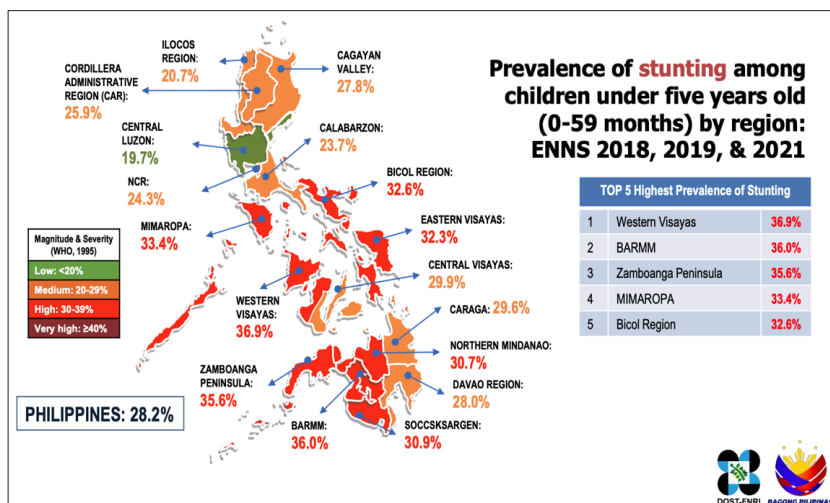 Prevalence of stunting among
children under five years old
(0-59 months) by region:
ENNS 2018, 2019, & 2021
ILOCOS
REGION:
20.7%
CAGAYAN
VALLEY:
27.8%
CORDILLERA
ADMINISTRATIVE
REGION (CAR):
25.9%
CENTRAL
LUZON:
19.7%
CALABARZON:
23.7%
NCR:
24.3%
BICOL REGION:
32.6%
MIMAROPA:
33.4%
EASTERN VISAYAS:
32.3%
CENTRAL VISAYAS:
29.9%
WESTERN
VISAYAS:
36.9%
CARAGA: 29.6%
NORTHERN MINDANAO:
30.7%
ZAMBOANGA
PENINSULA:
35.6%
DAVAO REGION:
28.0%
BARMM:
36.0%
SOCCSKSARGEN:
30.9%
Magnitude & Severity
(WHO, 1995)
Low: <20%
Medium: 20-29%
High: 30-39%
Very high: ≥40%
PHILIPPINES: 28.2%
TOP 5 Highest Prevalence of Stunting
1 Western Visayas 36.9%
2 BARMM 36.0%
3 Zamboanga Peninsula 35.6%
4 MIMAROPA 33.4%
5 Bicol Region 32.6%
DOST-FNRI
BAGONG PILIPINAS